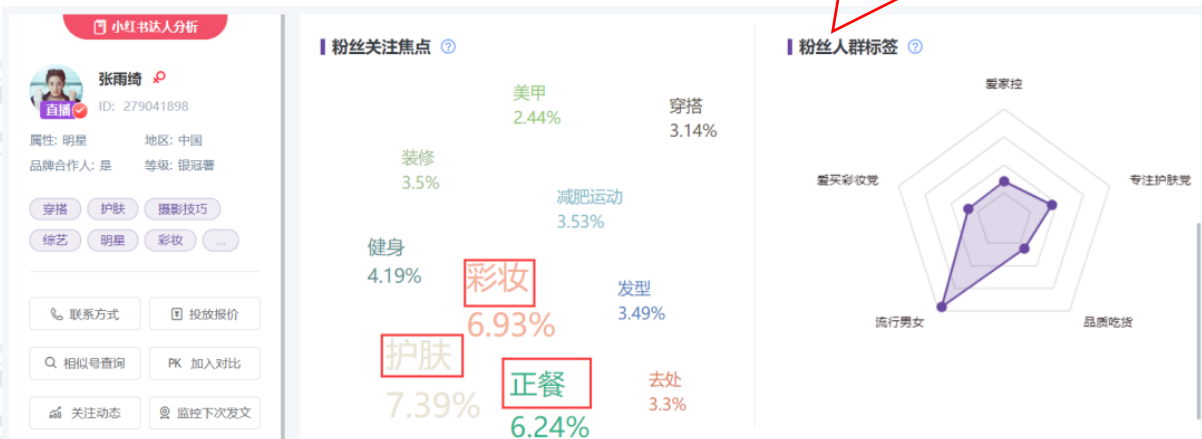 小红书达人分析
张雨绮
直播
ID: 279041898
属性: 明星 地区: 中国
品牌合作人: 是 等级: 银冠薯
穿搭 护肤 摄影技巧
综艺 明星 彩妆 ...
联系方式 投放报价
相似号查询 PK 加入对比
关注动态 监控下次发文
粉丝关注焦点 ?
美甲
2.44%
穿搭
3.14%
装修
3.5%
减肥运动
3.53%
健身
4.19%
彩妆
6.93%
发型
3.49%
护肤
7.39%
正餐
6.24%
去处
3.3%
粉丝人群标签 ?
爱家控
爱买彩妆党
专注护肤党
流行男女
品质吃货